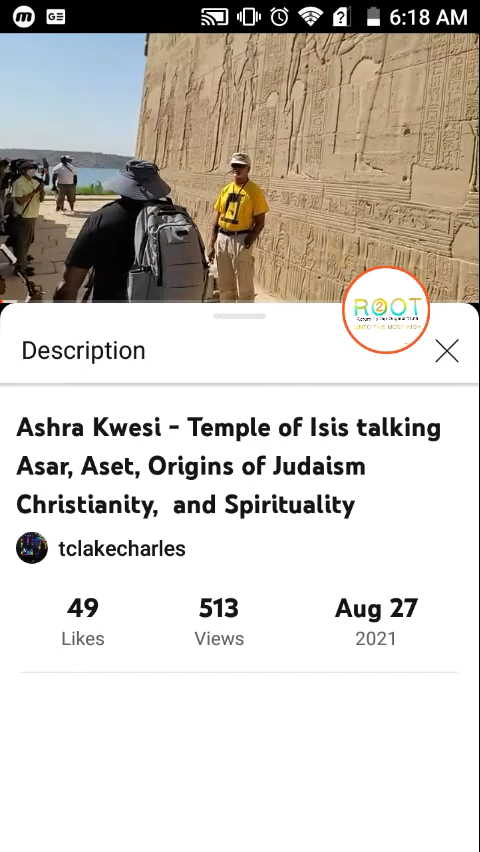 6:18 AM
R2OOT
UNTO THE MOST HIGH
Description
Ashra Kwesi - Temple of Isis talking
Asar, Aset, Origins of Judaism
Christianity, and Spirituality
tclakecharles
49 513 Aug 27
Likes Views 2021